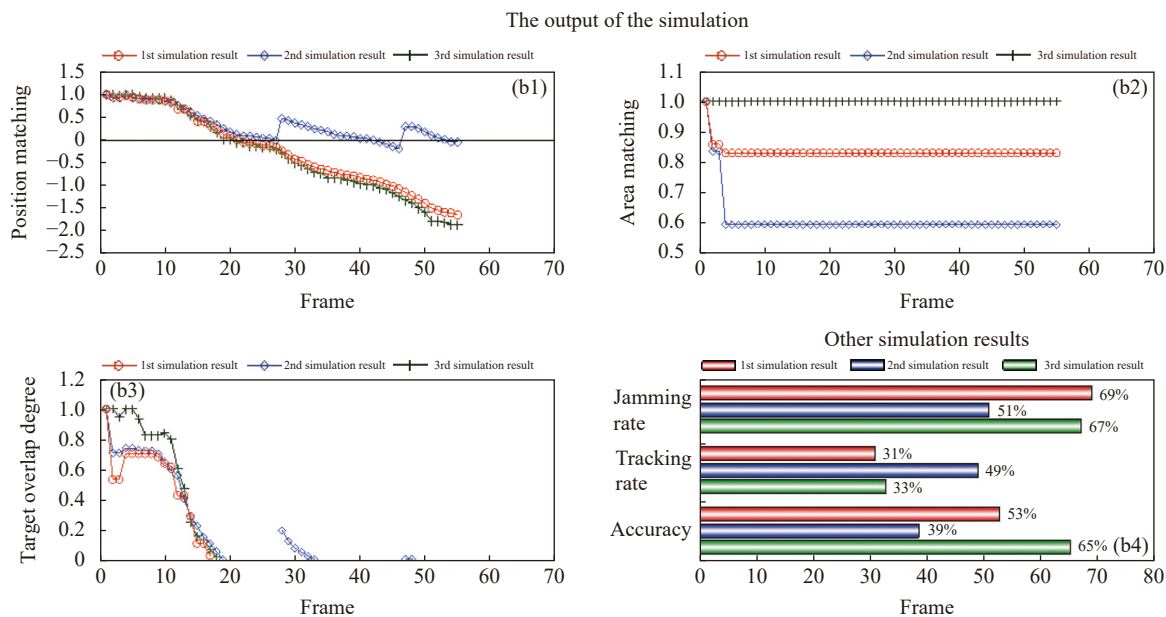 The output of the simulation
1st simulation result 2nd simulation result 3rd simulation result
(b1)
Position matching
1.5
1.0
0.5
0
−0.5
−1.0
−1.5
−2.0
−2.5
0 10 20 30 40 50 60 70
Frame
1st simulation result 2nd simulation result 3rd simulation result
(b2)
Area matching
1.1
1.0
0.9
0.8
0.7
0.6
0.5
0 10 20 30 40 50 60 70 80
Frame
1st simulation result 2nd simulation result 3rd simulation result
(b3)
Target overlap degree
1.2
1.0
0.8
0.6
0.4
0.2
0
0 10 20 30 40 50 60 70
Frame
Other simulation results
1st simulation result 2nd simulation result 3rd simulation result
Jamming
rate
69%
51%
67%
Tracking
rate
31%
49%
33%
Accuracy
53%
39%
65%
(b4)
0 10 20 30 40 50 60 70 80
Frame